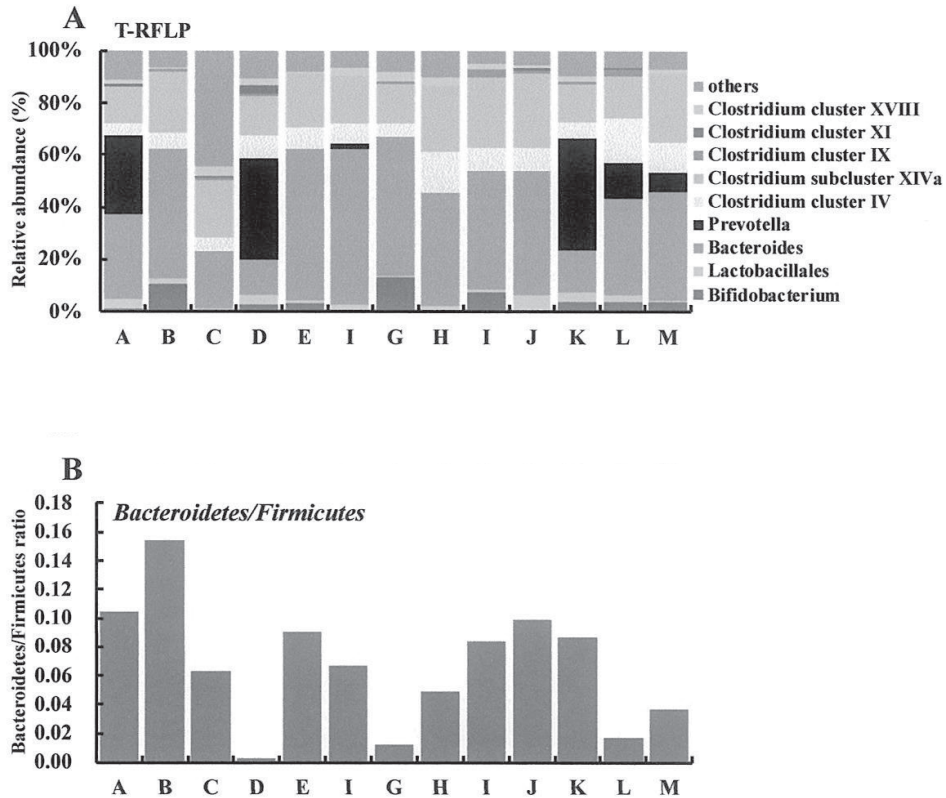 A
T-RFLP
100%
80%
60%
40%
20%
0%
Relative abundance (%)
A B C D E I G H I J K L M
others
Clostridium cluster XVIII
Clostridium cluster XI
Clostridium cluster IX
Clostridium subcluster XIVa
Clostridium cluster IV
Prevotella
Bacteroides
Lactobacillales
Bifidobacterium
B
Bacteroidetes/Firmicutes
0.18
0.16
0.14
0.12
0.10
0.08
0.06
0.04
0.02
0.00
Bacteroidetes/Firmicutes ratio
A B C D E I G H I J K L M